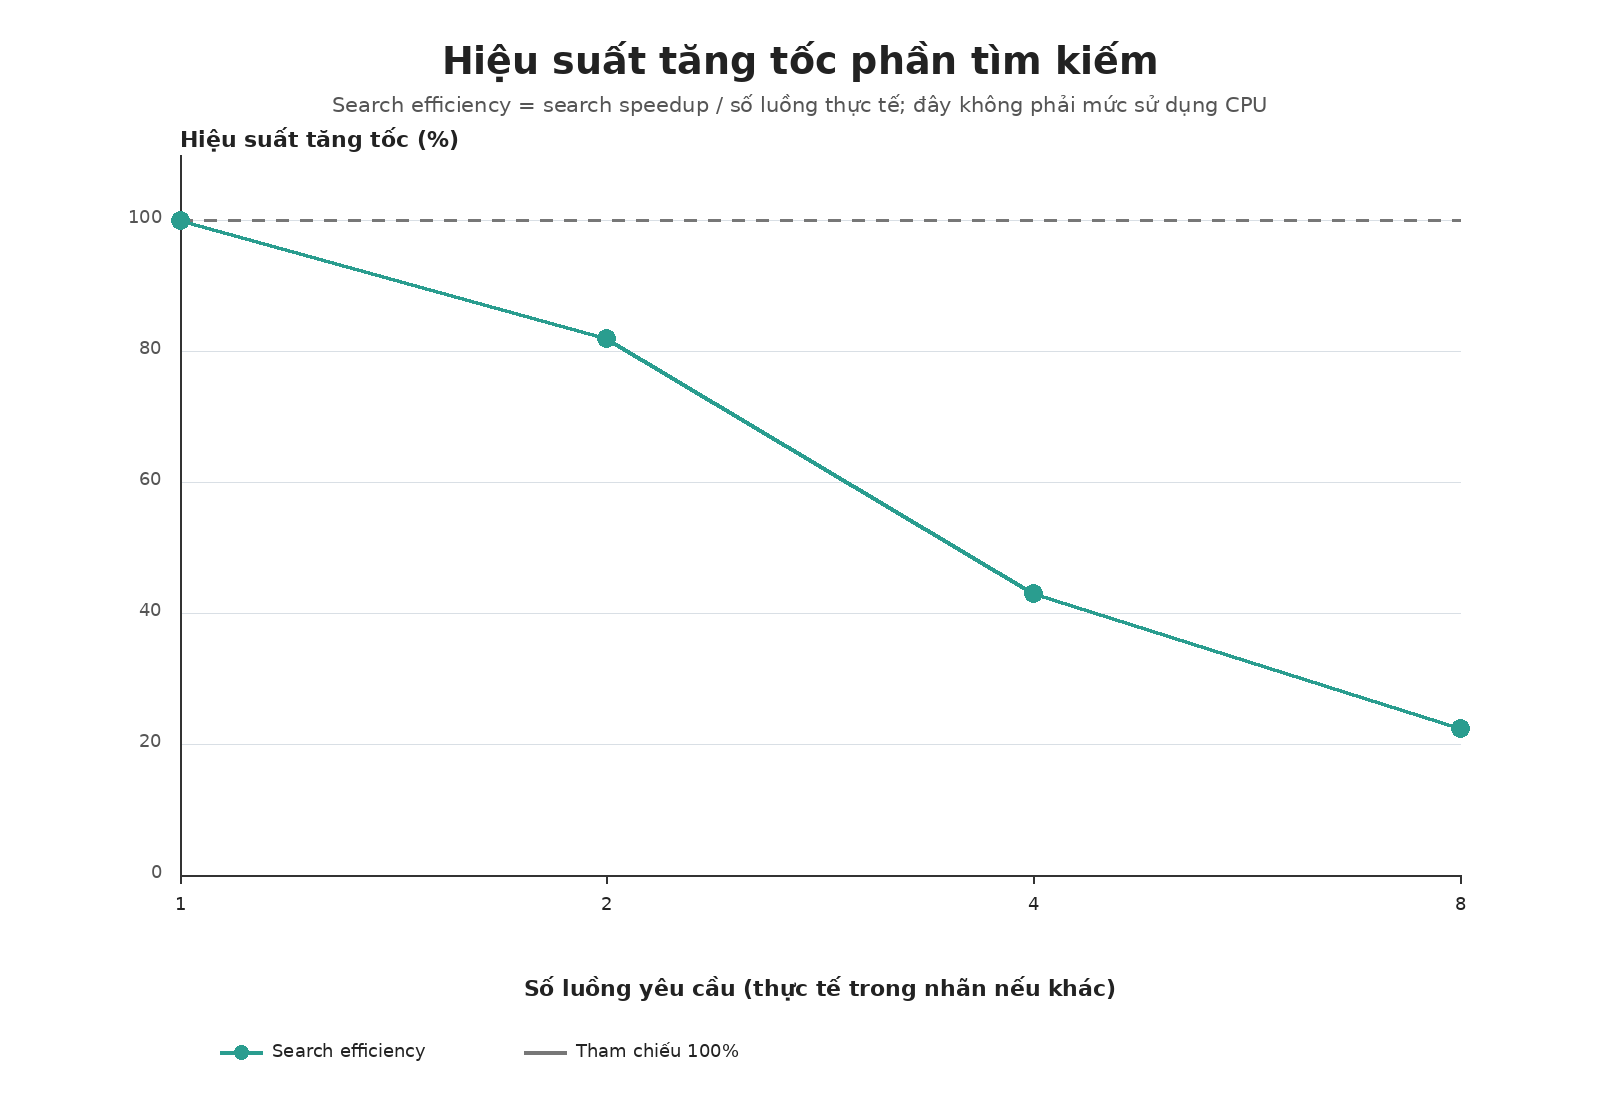 Hiệu suất tăng tốc phần tìm kiếm
Search efficiency = search speedup / số luồng thực tế; đây không phải mức sử dụng CPU
Hiệu suất tăng tốc (%)
100
80
60
40
20
0
1 2 4 8
Số luồng yêu cầu (thực tế trong nhãn nếu khác)
Search efficiency Tham chiếu 100%